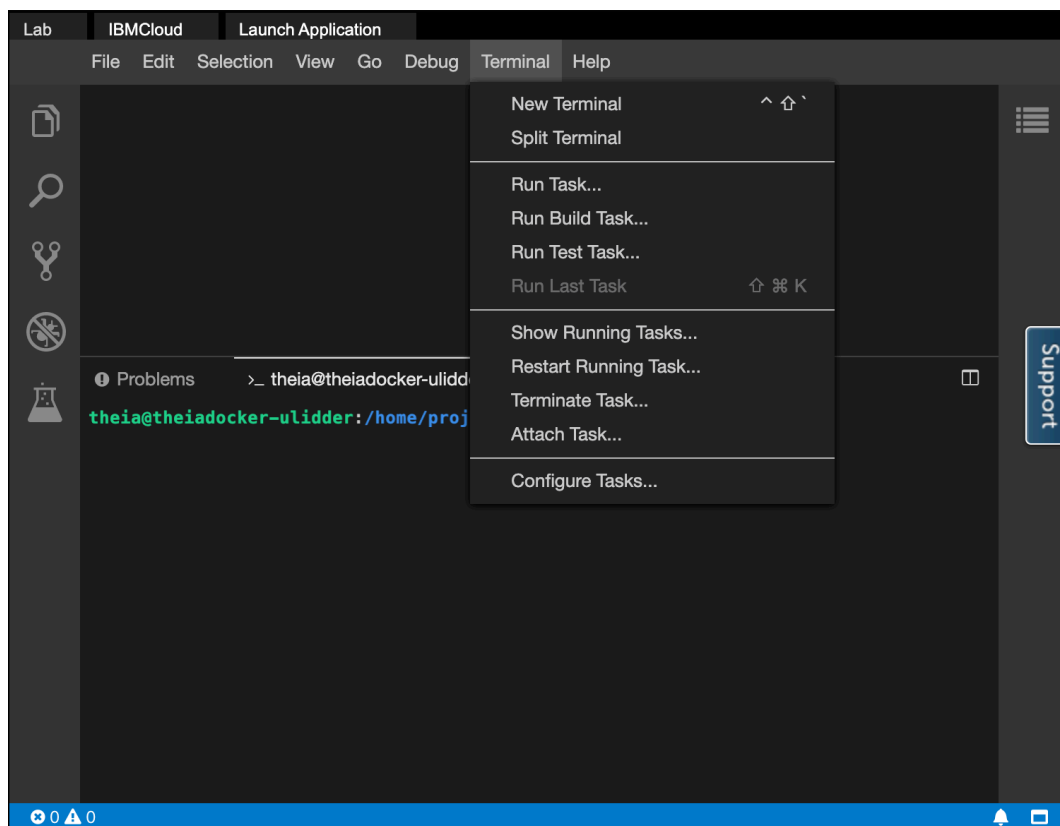 Lab IBMCloud Launch Application
File Edit Selection View Go Debug Terminal Help
New Terminal ^ ⇧ `
Split Terminal
Run Task...
Run Build Task...
Run Test Task...
Run Last Task ⇧ ⌘ K
Show Running Tasks...
Restart Running Task...
Terminate Task...
Attach Task...
Configure Tasks...
Problems >_ theia@theiadocker-ulidd
theia@theiadocker-ulidder:/home/proj
Support
0 0